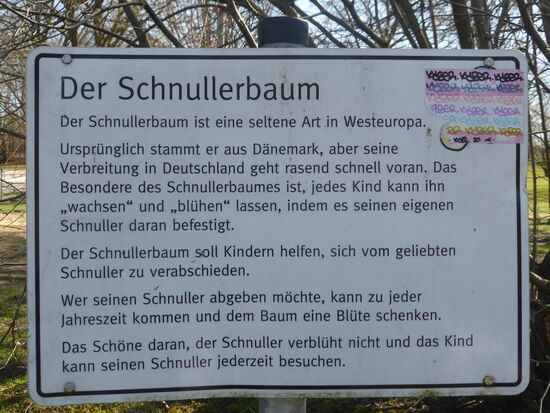 Der Schnullerbaum
Der Schnullerbaum ist eine seltene Art in Westeuropa.
Ursprünglich stammt er aus Dänemark, aber seine
Verbreitung in Deutschland geht rasend schnell voran. Das
Besondere des Schnullerbaumes ist, jedes Kind kann ihn
„wachsen“ und „blühen“ lassen, indem es seinen eigenen
Schnuller daran befestigt.
Der Schnullerbaum soll Kindern helfen, sich vom geliebten
Schnuller zu verabschieden.
Wer seinen Schnuller abgeben möchte, kann zu jeder
Jahreszeit kommen und dem Baum eine Blüte schenken.
Das Schöne daran, der Schnuller verblüht nicht und das Kind
kann seinen Schnuller jederzeit besuchen.